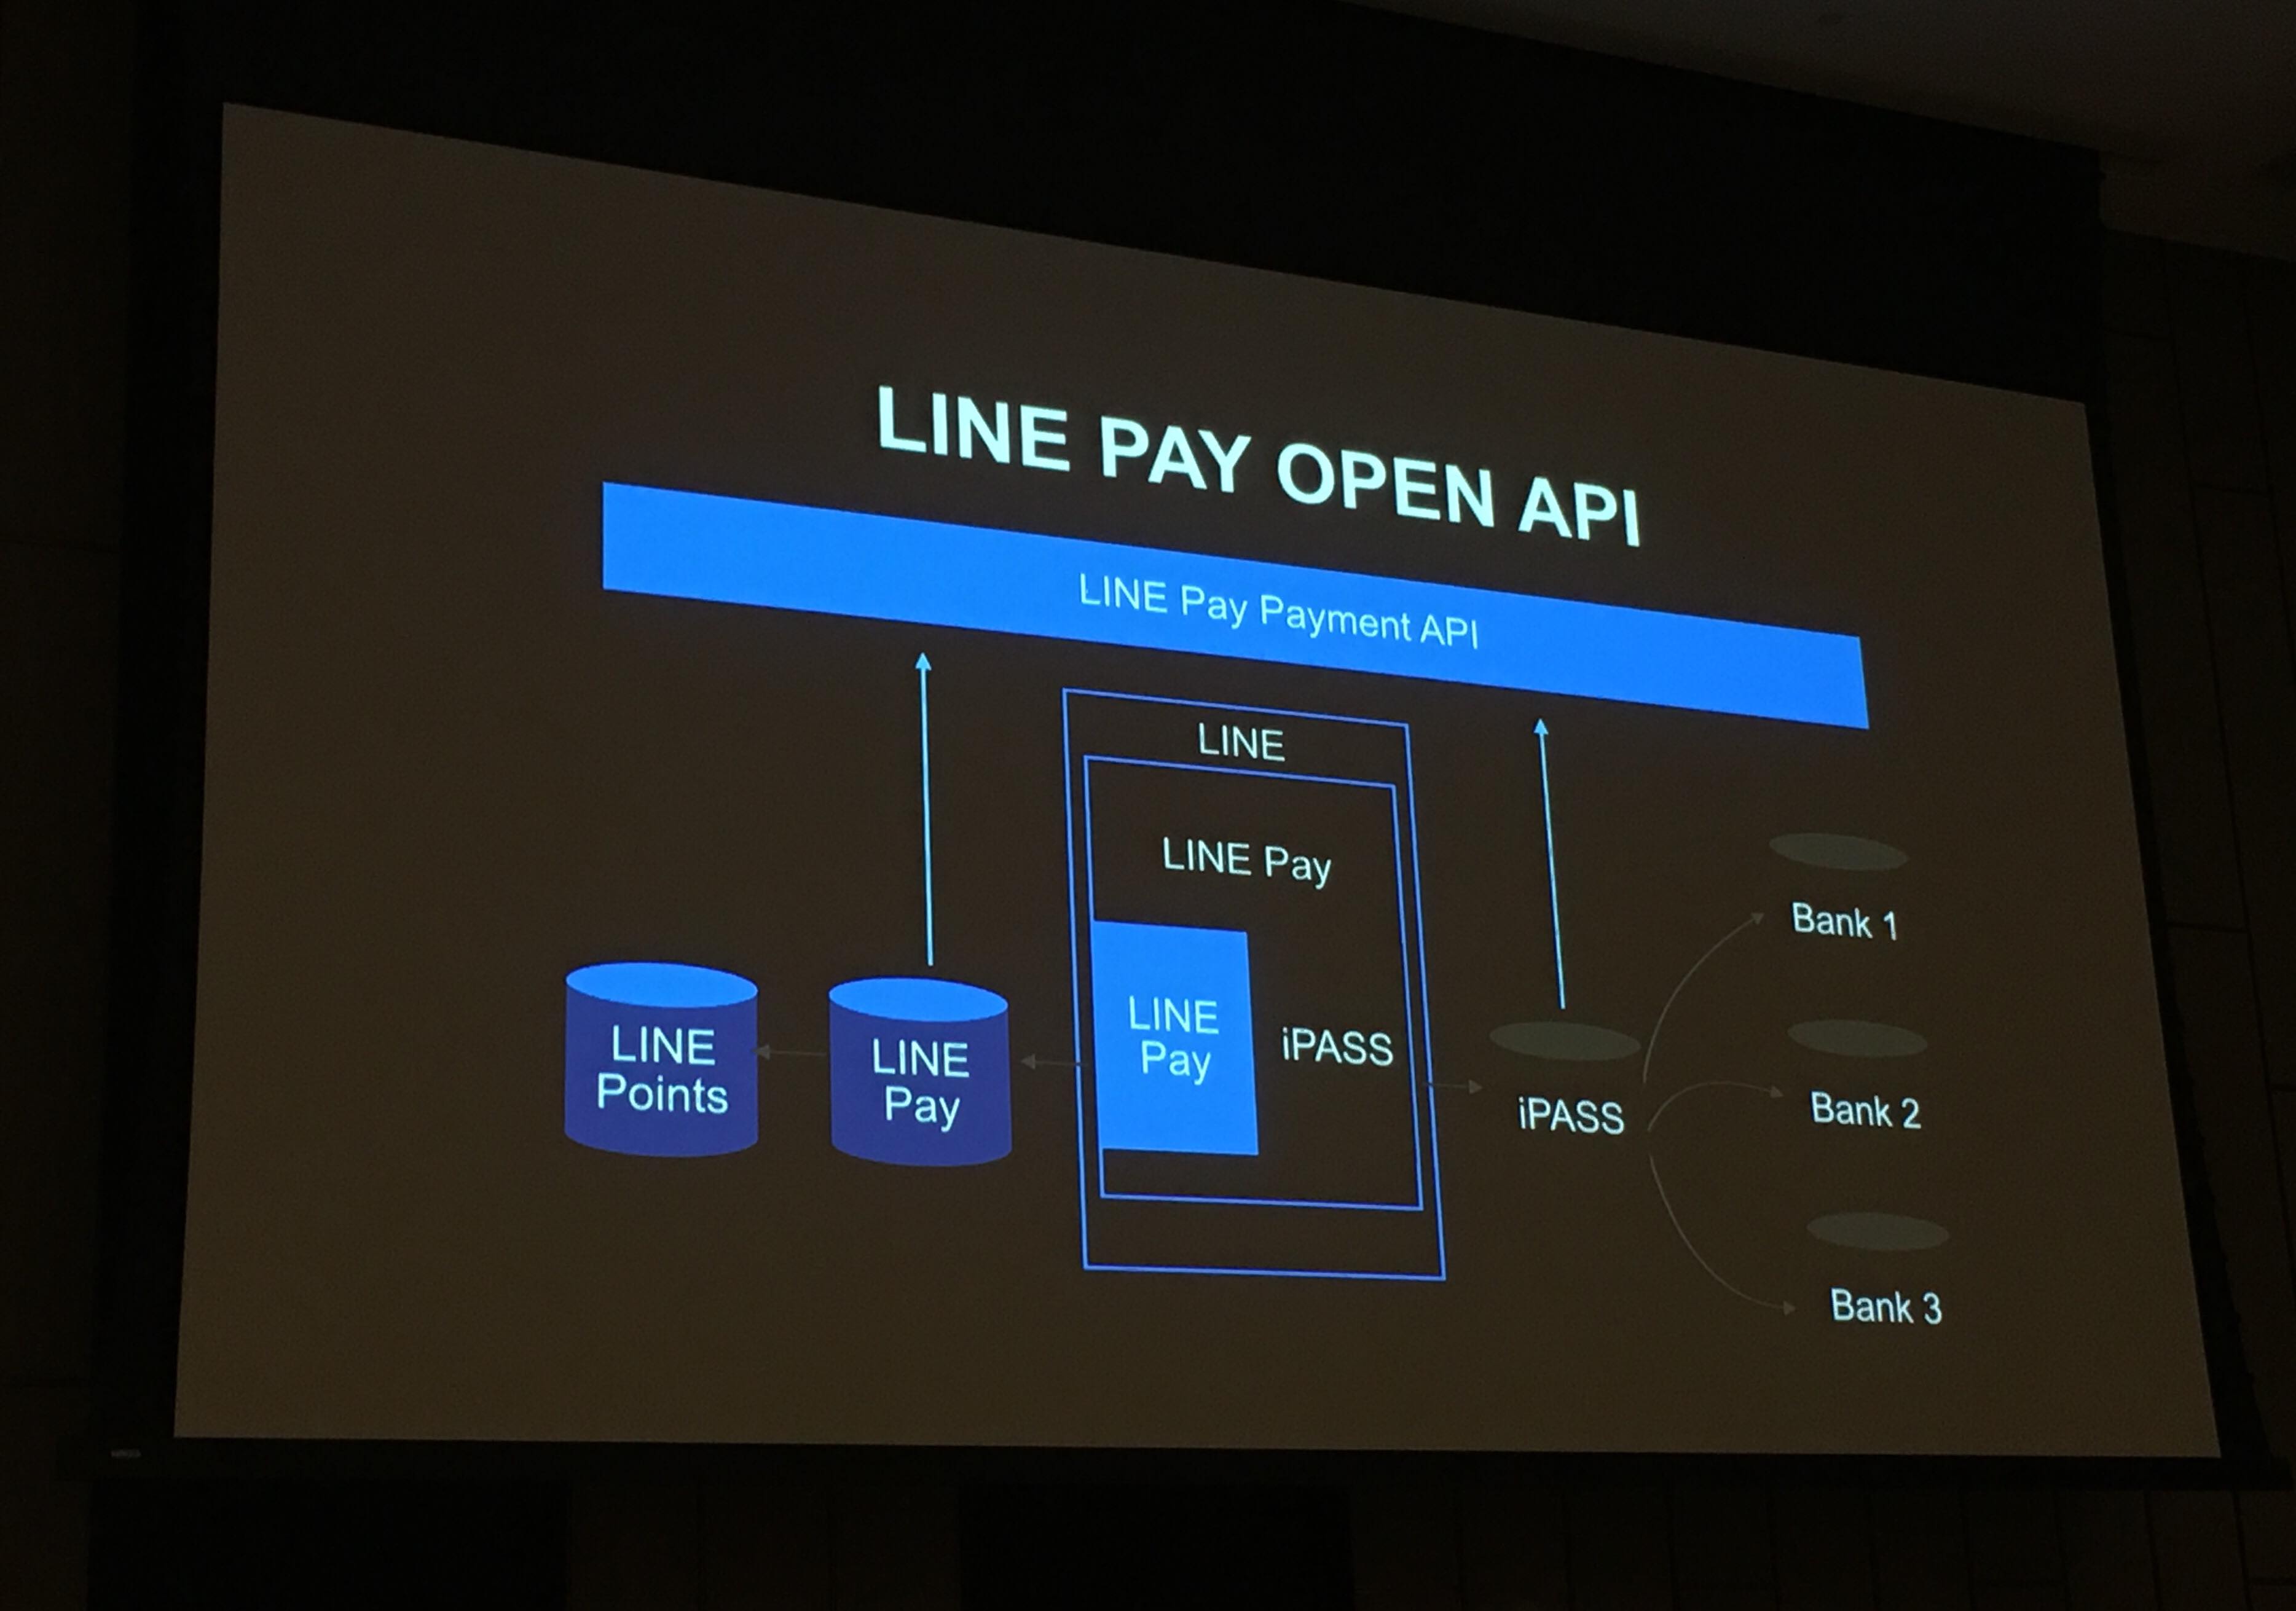 LINE PAY OPEN API
LINE Pay Payment API
LINE
LINE Pay
LINE
Points
LINE
Pay
LINE
Pay
iPASS
iPASS
Bank 1
Bank 2
Bank 3